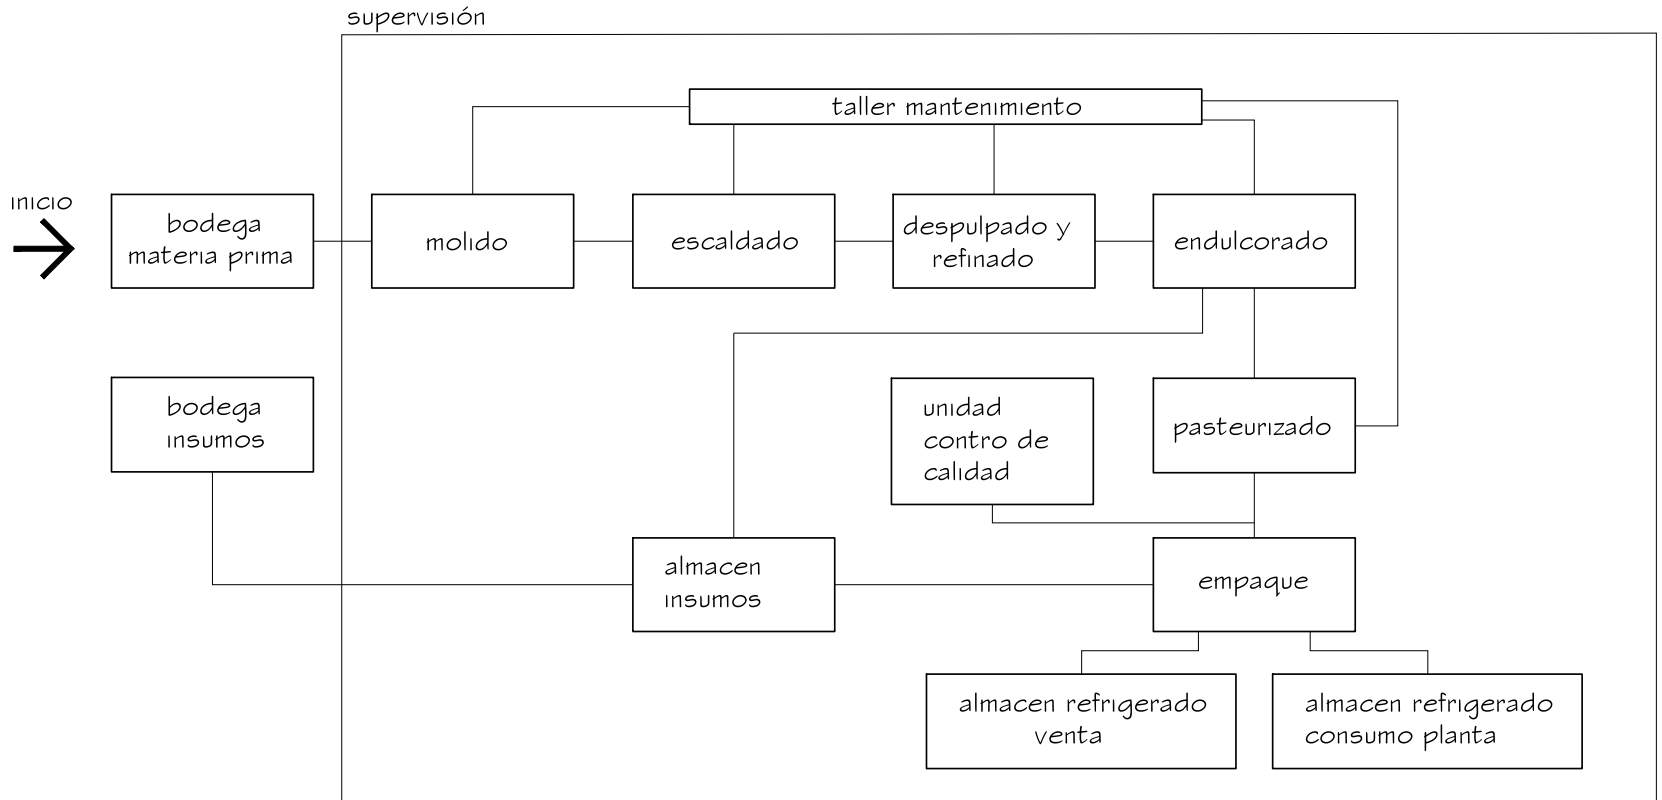 supervisión
taller mantenimiento
inicio
bodega
materia prima
molido
escaldado
despulpado y
refinado
endulcorado
bodega
insumos
unidad
contro de
calidad
pasteurizado
almacen
insumos
empaque
almacen refrigerado
venta
almacen refrigerado
consumo planta